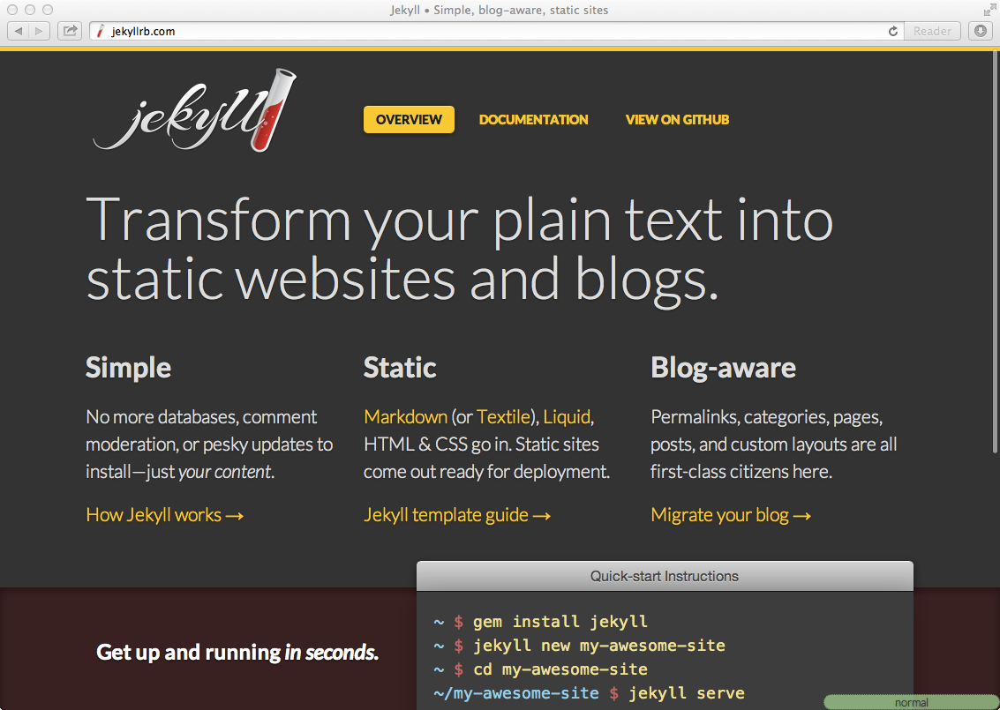 Jekyll • Simple, blog-aware, static sites
jekyllrb.com
Reader
jekyll
OVERVIEW
DOCUMENTATION
VIEW ON GITHUB
Transform your plain text into
static websites and blogs.
Simple
No more databases, comment
moderation, or pesky updates to
install—just your content.
How Jekyll works →
Static
Markdown (or Textile), Liquid,
HTML & CSS go in. Static sites
come out ready for deployment.
Jekyll template guide →
Blog-aware
Permalinks, categories, pages,
posts, and custom layouts are all
first-class citizens here.
Migrate your blog →
Get up and running in seconds.
Quick-start Instructions
~ $ gem install jekyll
~ $ jekyll new my-awesome-site
~ $ cd my-awesome-site
~/my-awesome-site $ jekyll serve
normal